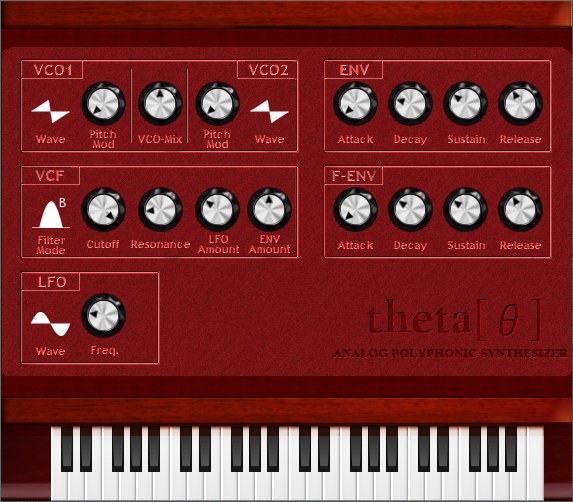 VCO1
VCO2
Wave
Pitch
Mod
VCO-Mix
Pitch
Mod
Wave
ENV
Attack
Decay
Sustain
Release
VCF
B
Filter
Mode
Cutoff
Resonance
LFO
Amount
ENV
Amount
F-ENV
Attack
Decay
Sustain
Release
LFO
Wave
Freq.
theta[θ]
ANALOG POLYPHONIC SYNTHESIZER